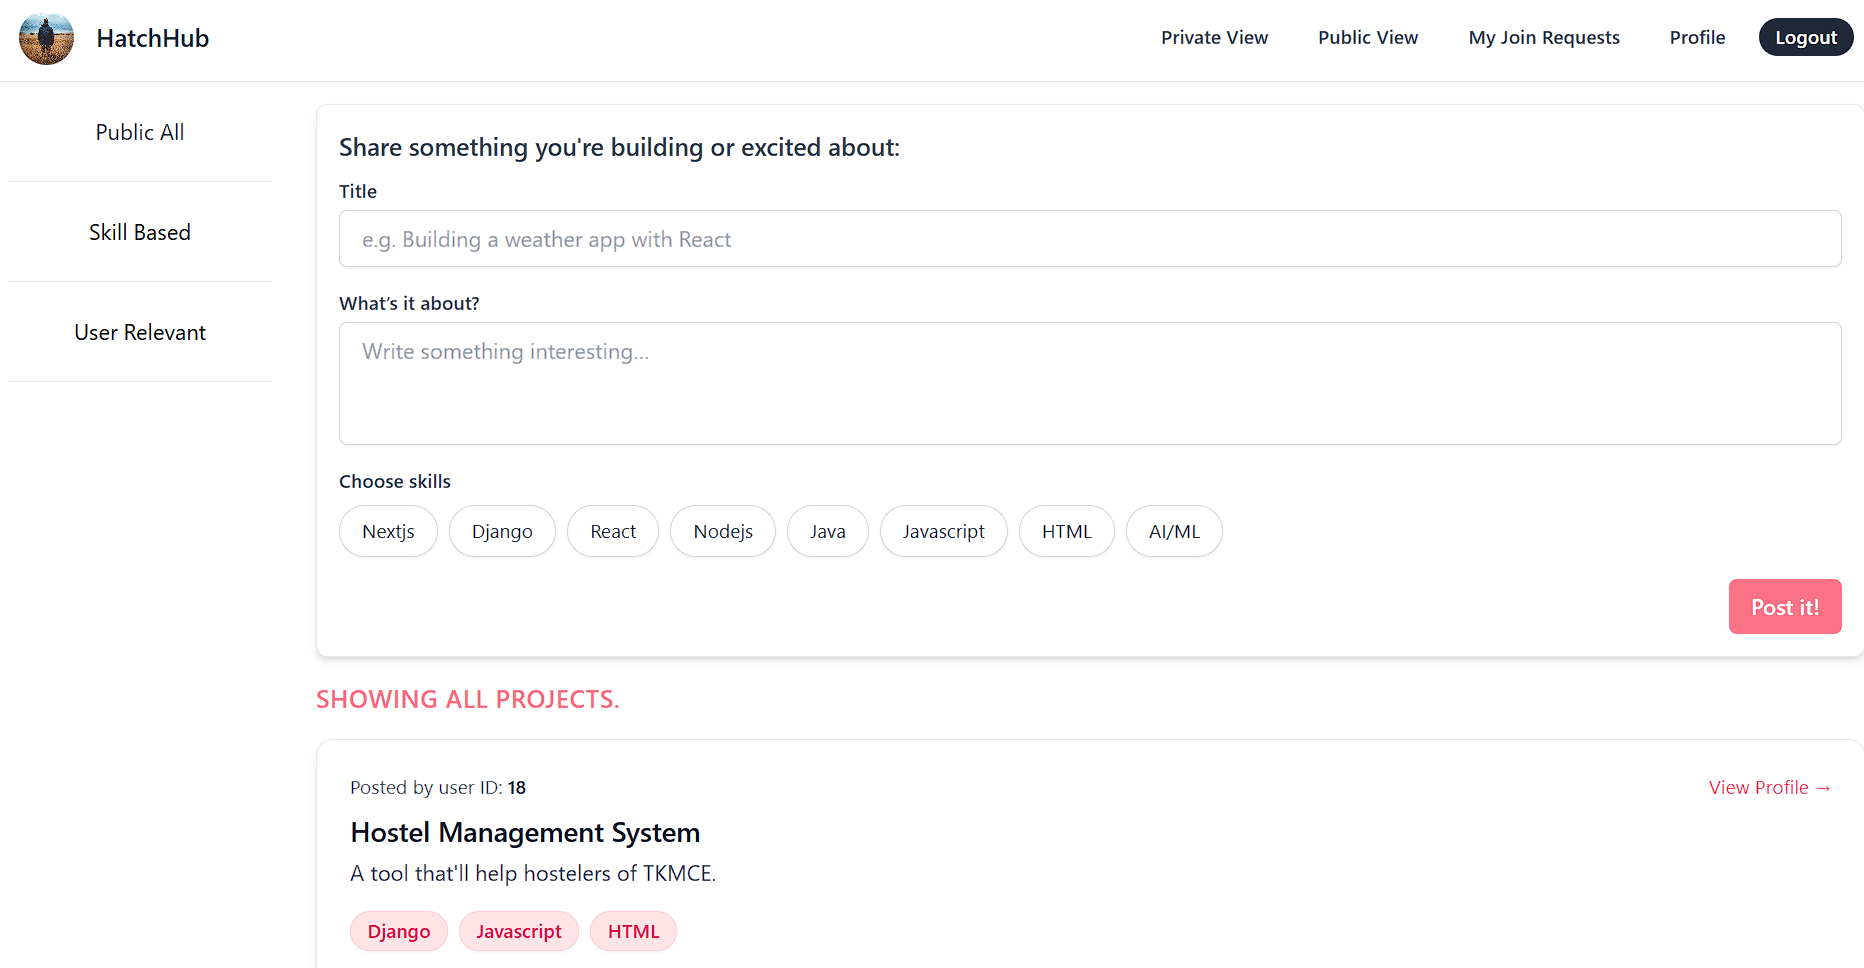 HatchHub
Private View
Public View
My Join Requests
Profile
Logout
Public All
Skill Based
User Relevant
Share something you're building or excited about:
Title
e.g. Building a weather app with React
What’s it about?
Write something interesting...
Choose skills
Nextjs
Django
React
Nodejs
Java
Javascript
HTML
AI/ML
Post it!
SHOWING ALL PROJECTS.
Posted by user ID: 18
View Profile →
Hostel Management System
A tool that'll help hostelers of TKMCE.
Django
Javascript
HTML